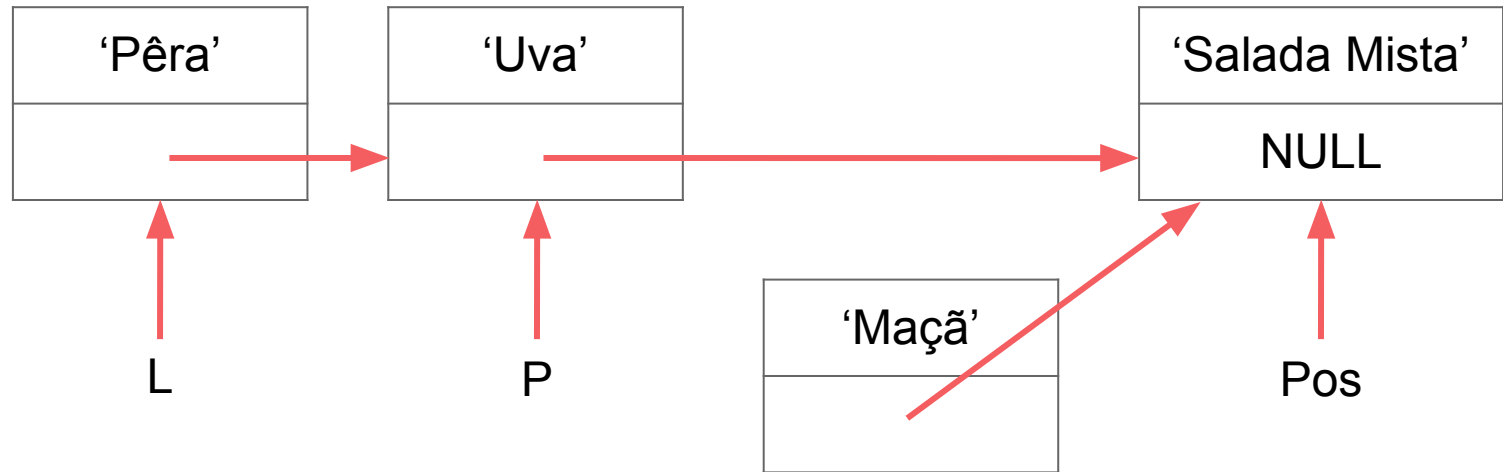 ‘Pêra’
‘Uva’
‘Salada Mista’
NULL
‘Maçã’
L
P
Pos